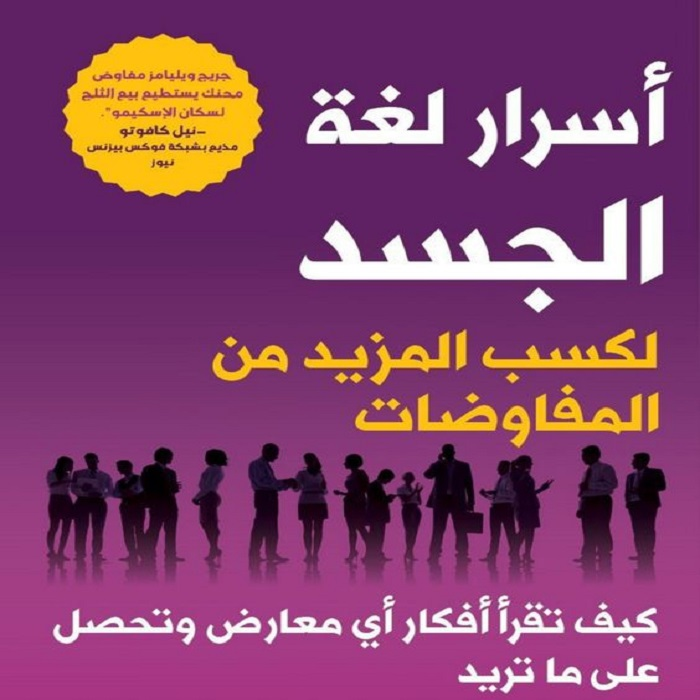 جريج ويليامز مفاوض
محنك يستطيع بيع الثلج
لسكان الإسكيمو".
-نيل كافوتو
مذيع بشبكة فوكس بيزنس
نيوز
أسرار لغة
الجسد
لكسب المزيد من
المفاوضات
كيف تقرأ أفكار أي معارض وتحصل
على ما تريد